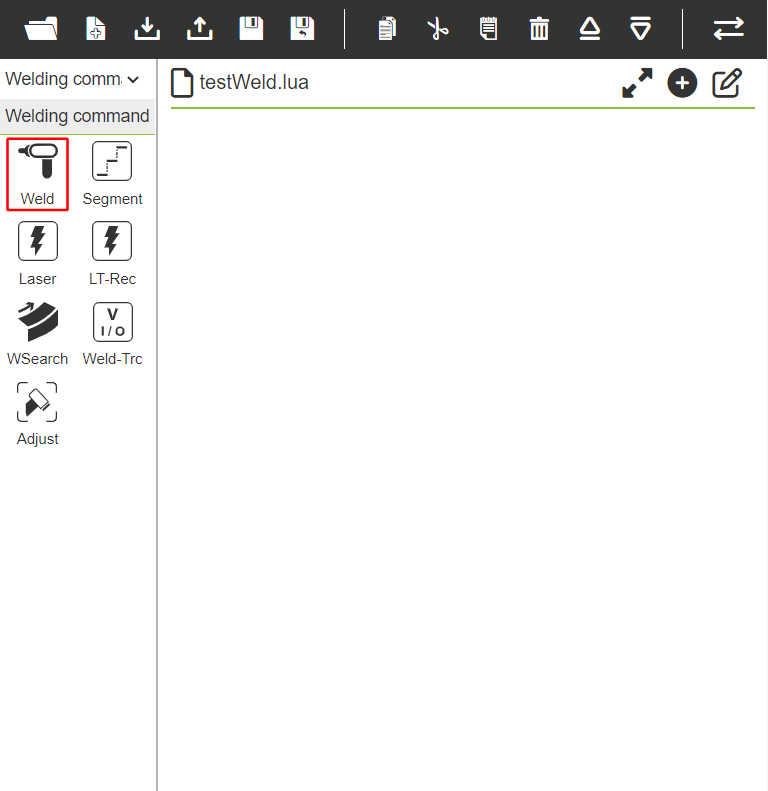 Welding comm
testWeld.lua
Welding command
Weld
Segment
Laser
LT-Rec
WSearch
V
I/O
Weld-Trc
Adjust